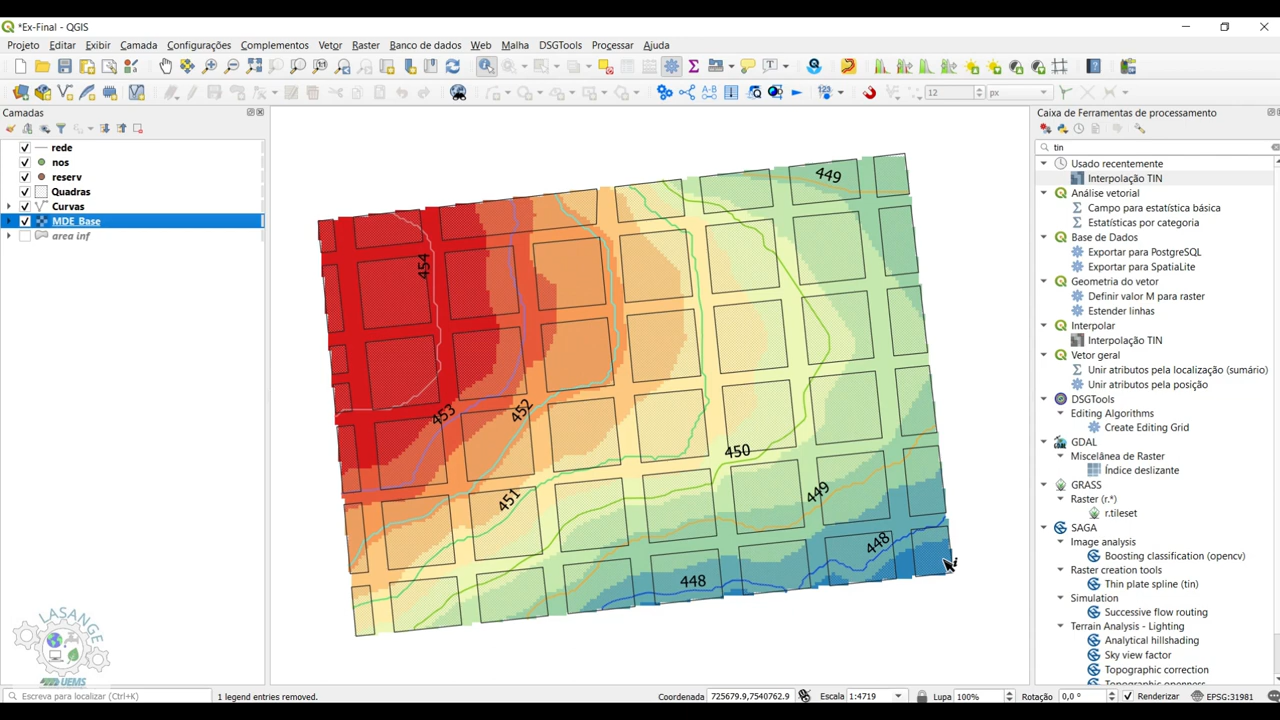 *Ex-Final - QGIS
Projeto Editar Exibir Camada Configurações Complementos Vetor Raster Banco de dados Web Malha DSGTools Processar Ajuda
12 px
Camadas
Caixa de Ferramentas de processamento
rede
nos
reserv
Quadras
Curvas
MDE_Base
area inf
tin
Usado recentemente
Interpolação TIN
Análise vetorial
Campo para estatística básica
Estatísticas por categoria
Base de Dados
Exportar para PostgreSQL
Exportar para SpatiaLite
Geometria do vetor
Definir valor M para raster
Estender linhas
Interpolar
Interpolação TIN
Vetor geral
Unir atributos pela localização (sumário)
Unir atributos pela posição
DSGTools
Editing Algorithms
Create Editing Grid
GDAL
Miscelânea de Raster
Índice deslizante
GRASS
Raster (r.*)
r.tileset
SAGA
Image analysis
Boosting classification (opencv)
Raster creation tools
Thin plate spline (tin)
Simulation
Successive flow routing
Terrain Analysis - Lighting
Analytical hillshading
Sky view factor
Topographic correction
Topographic openness
449
454
453
452
450
451
449
448
448
LASANGE
UEMS
Escreva para localizar (Ctrl+K) 1 legend entries removed. Coordenada 725679.9,7540762.9 Escala 1:4719 Lupa 100% Rotação 0,0 ° Renderizar EPSG:31981